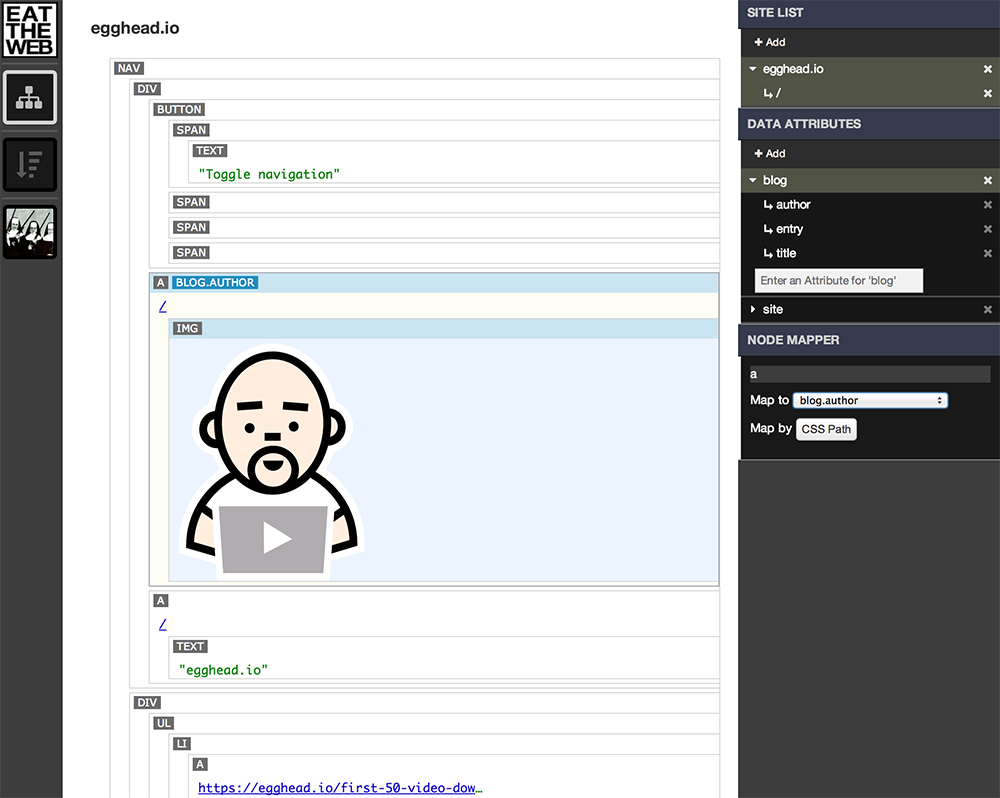 EAT
THE
WEB
egghead.io
NAV
DIV
BUTTON
SPAN
TEXT
"Toggle navigation"
SPAN
SPAN
SPAN
A BLOG.AUTHOR
/
IMG
A
/
TEXT
"egghead.io"
DIV
UL
LI
A
https://egghead.io/first-50-video-dow…
SITE LIST
+ Add
egghead.io ×
↳ / ×
DATA ATTRIBUTES
+ Add
blog ×
↳ author ×
↳ entry ×
↳ title ×
Enter an Attribute for 'blog'
site ×
NODE MAPPER
a
Map to blog.author
Map by CSS Path